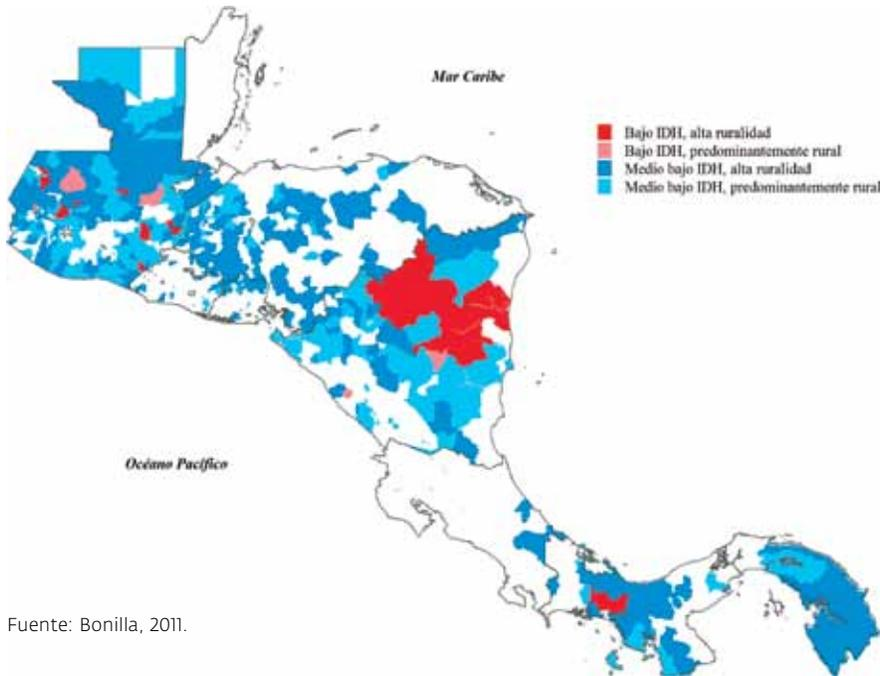 Mar Caribe
Bajo IDH, alta ruralidad
Bajo IDH, predominantemente rural
Medio bajo IDH, alta ruralidad
Medio bajo IDH, predominantemente rural
Océano Pacífico
Fuente: Bonilla, 2011.